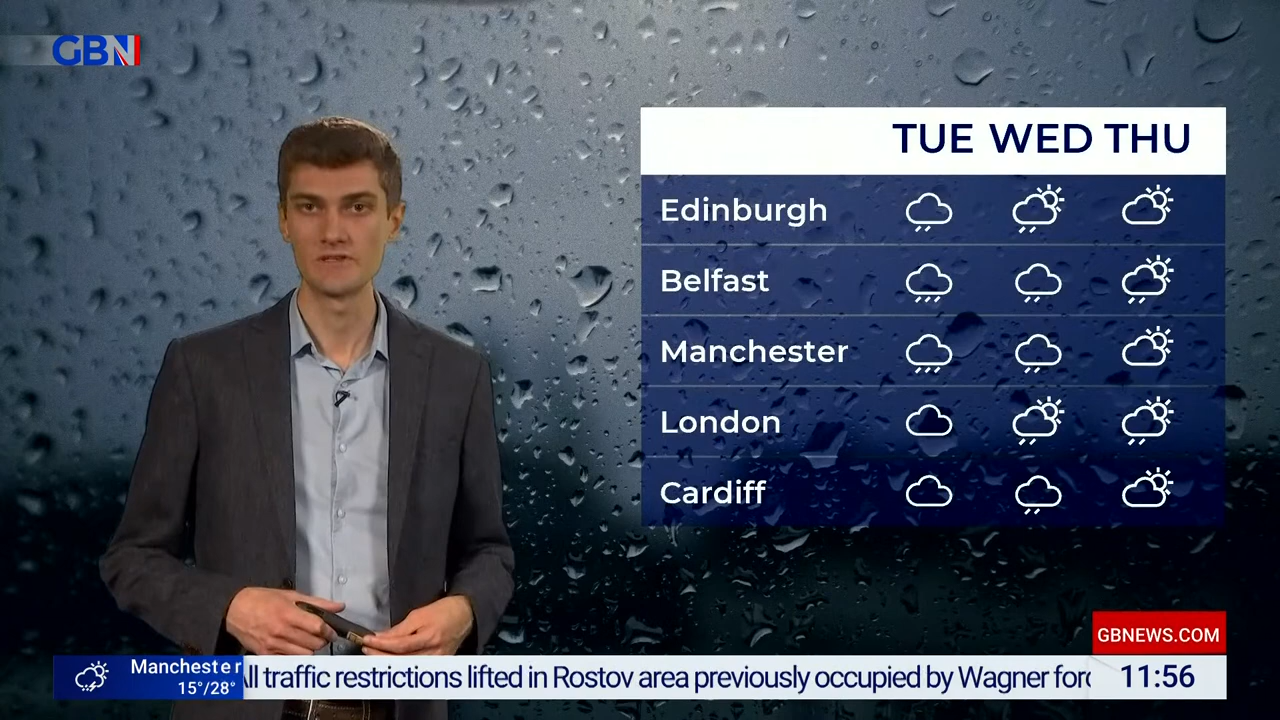 GBN
TUE WED THU
Edinburgh
Belfast
Manchester
London
Cardiff
GBNEWS.COM
Manchester
15°/28°
All traffic restrictions lifted in Rostov area previously occupied by Wagner forc
11:56